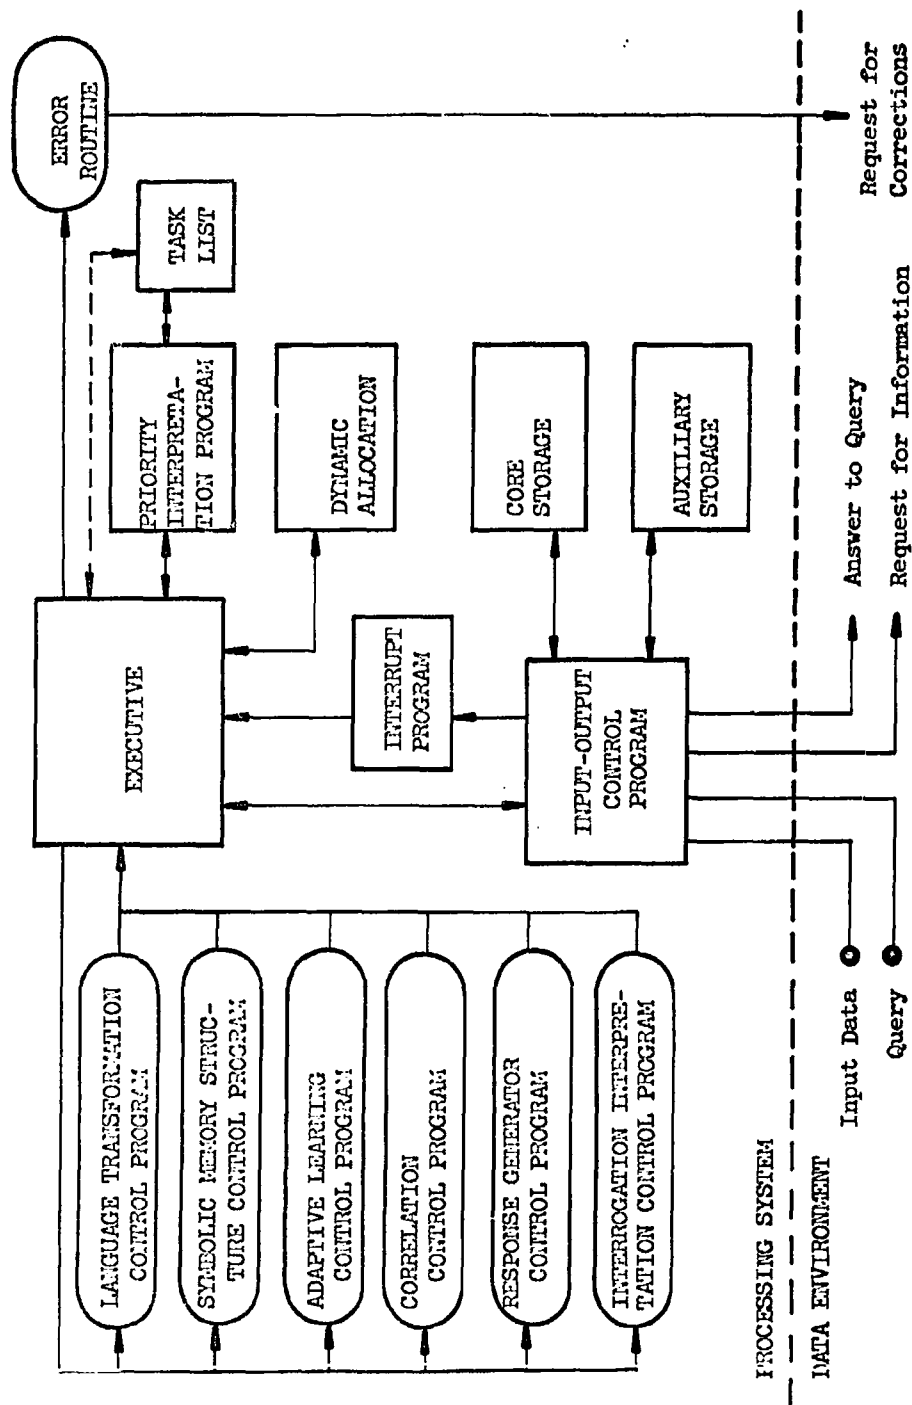 ERROR
ROUTINE
TASK
LIST
PRIORITY
INTERPRETA-
TION PROGRAM
DYNAMIC
ALLOCATION
CORE
STORAGE
AUXILIARY
STORAGE
EXECUTIVE
INTERRUPT
PROGRAM
INPUT-OUTPUT
CONTROL
PROGRAM
LANGUAGE TRANSFORMATION
CONTROL PROGRAM
SYMBOLIC MEMORY STRUC-
TURE CONTROL PROGRAM
ADAPTIVE LEARNING
CONTROL PROGRAM
CORRELATION
CONTROL PROGRAM
RESPONSE GENERATOR
CONTROL PROGRAM
INTERROGATION INTERPRE-
TATION CONTROL PROGRAM
PROCESSING SYSTEM
DATA ENVIRONMENT
Input Data
Query
Answer to Query
Request for Information
Request for
Corrections